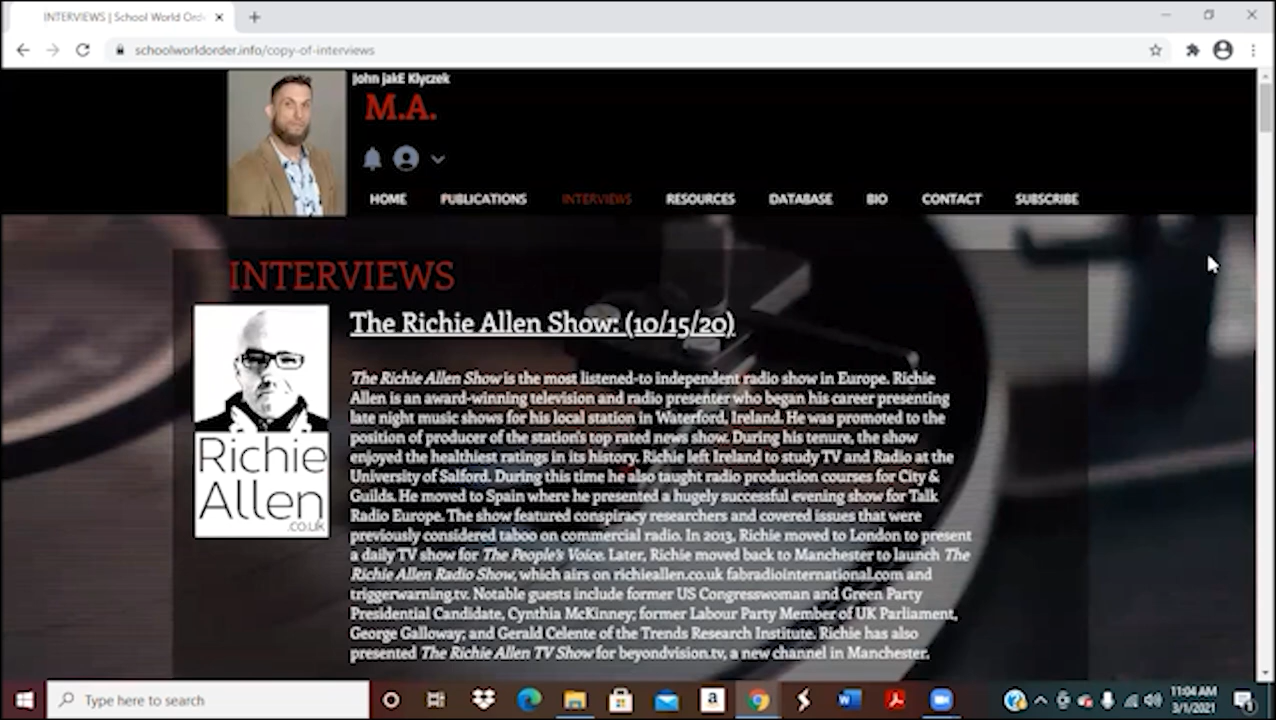 INTERVIEWS | School World Ord
schoolworldorder.info/copy-of-interviews
John jakE Klyczek
M.A.
HOME PUBLICATIONS INTERVIEWS RESOURCES DATABASE BIO CONTACT SUBSCRIBE
INTERVIEWS
The Richie Allen Show: (10/15/20)
The Richie Allen Show is the most listened-to independent radio show in Europe. Richie
Allen is an award-winning television and radio presenter who began his career presenting
late night music shows for his local station in Waterford, Ireland. He was promoted to the
position of producer of the station's top rated news show. During his tenure, the show
enjoyed the healthiest ratings in its history. Richie left Ireland to study TV and Radio at the
University of Salford. During this time he also taught radio production courses for City &
Guilds. He moved to Spain where he presented a hugely successful evening show for Talk
Radio Europe. The show featured conspiracy researchers and covered issues that were
previously considered taboo on commercial radio. In 2013, Richie moved to London to present
a daily TV show for The People's Voice. Later, Richie moved back to Manchester to launch The
Richie Allen Radio Show, which airs on richieallen.co.uk fabradiointernational.com and
triggerwarning.tv. Notable guests include former US Congresswoman and Green Party
Presidential Candidate, Cynthia McKinney; former Labour Party Member of UK Parliament,
George Galloway; and Gerald Celente of the Trends Research Institute. Richie has also
presented The Richie Allen TV Show for beyondvision.tv, a new channel in Manchester.
Richie
Allen
.co.uk
Type here to search
a
W
11:04 AM
3/1/2021
1